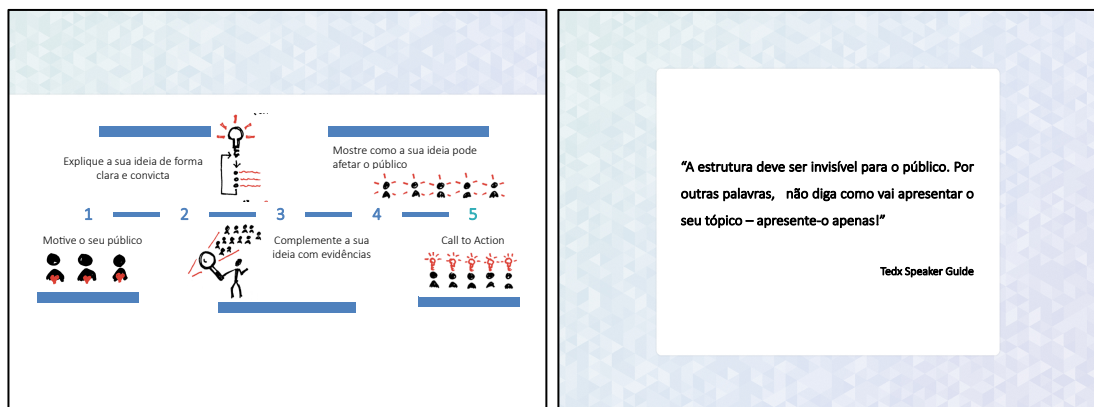 Explique a sua ideia de forma
clara e convicta
Mostre como a sua ideia pode
afetar o público
1 2 3 4 5
Motive o seu público
Complemente a sua
ideia com evidências
Call to Action
“A estrutura deve ser invisível para o público. Por
outras palavras, não diga como vai apresentar o
seu tópico – apresente-o apenas!”
Tedx Speaker Guide